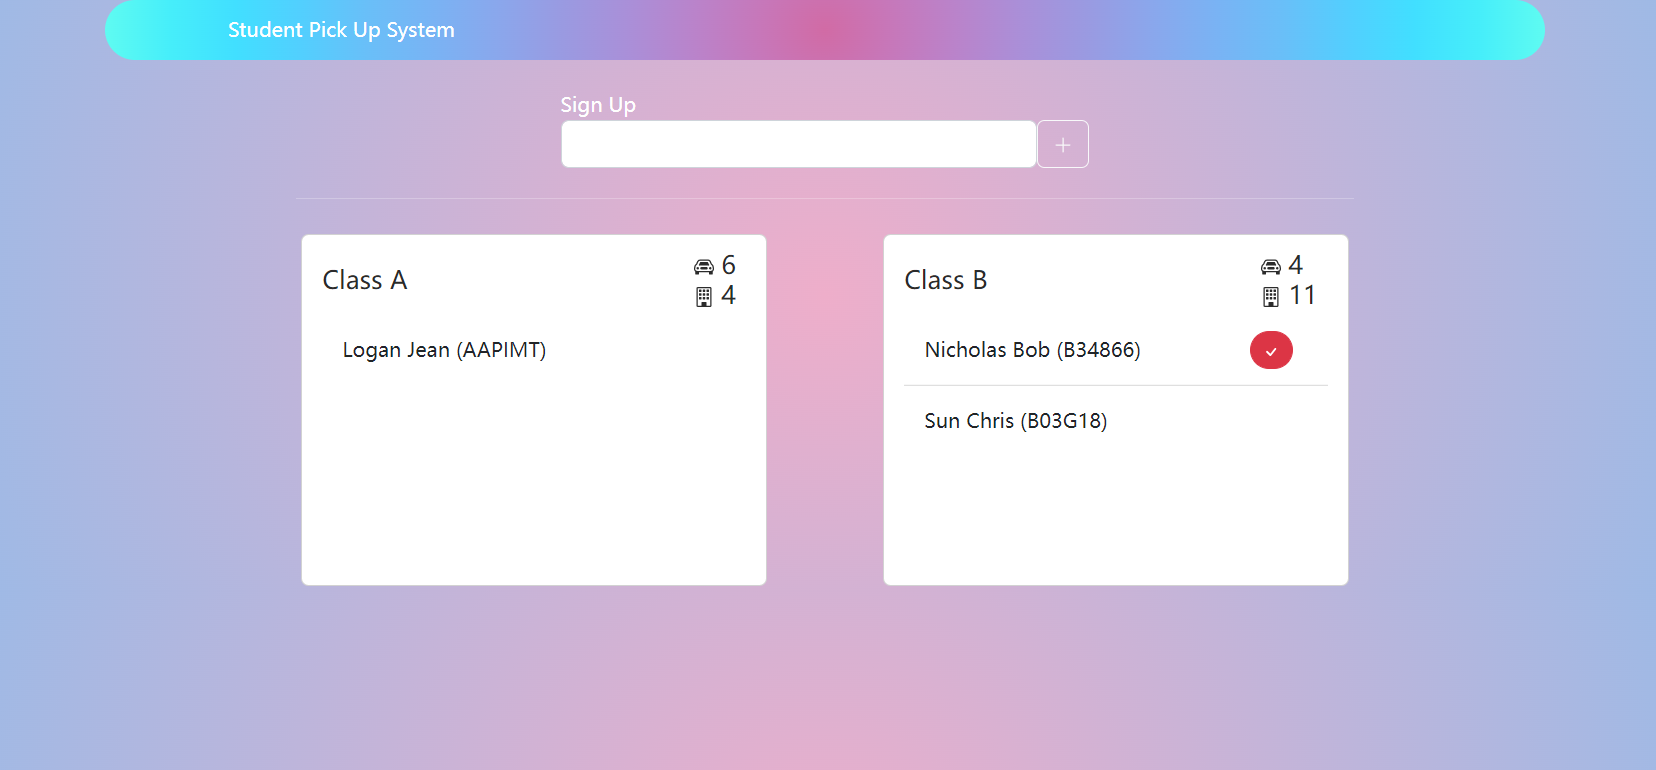 Student Pick Up System
Sign Up
Class A
6
4
Logan Jean (AAPIMT)
Class B
4
11
Nicholas Bob (B34866)
Sun Chris (B03G18)